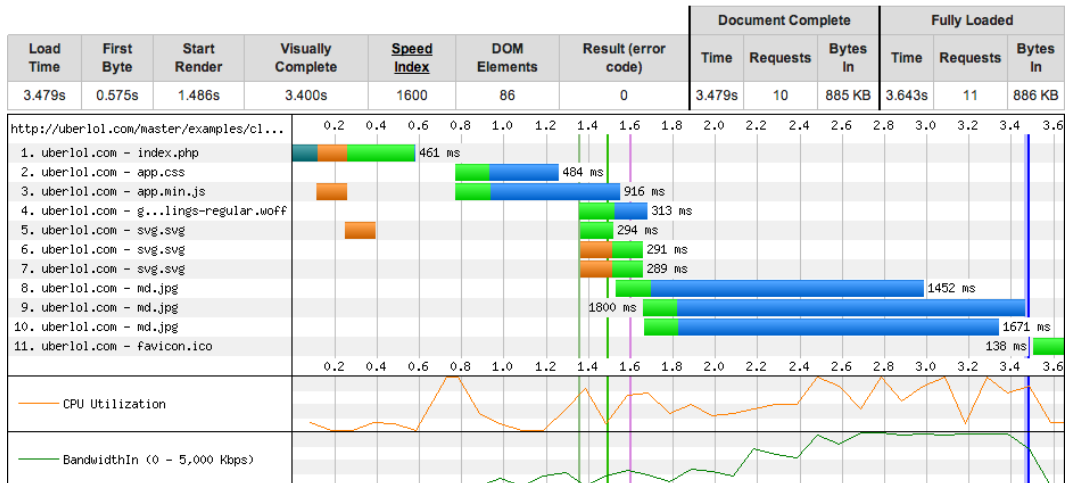 Document Complete Fully Loaded
Load Time First Byte Start Render Visually Complete Speed Index DOM Elements Result (error code) Time Requests Bytes In Time Requests Bytes In
3.479s 0.575s 1.486s 3.400s 1600 86 0 3.479s 10 885 KB 3.643s 11 886 KB
http://uberlol.com/master/examples/cl... 0.2 0.4 0.6 0.8 1.0 1.2 1.4 1.6 1.8 2.0 2.2 2.4 2.6 2.8 3.0 3.2 3.4 3.6
1. uberlol.com - index.php 461 ms
2. uberlol.com - app.css 484 ms
3. uberlol.com - app.min.js 916 ms
4. uberlol.com - g...lings-regular.woff 313 ms
5. uberlol.com - svg.svg 294 ms
6. uberlol.com - svg.svg 291 ms
7. uberlol.com - svg.svg 289 ms
8. uberlol.com - md.jpg 1452 ms
9. uberlol.com - md.jpg 1800 ms
10. uberlol.com - md.jpg 1671 ms
11. uberlol.com - favicon.ico 138 ms
0.2 0.4 0.6 0.8 1.0 1.2 1.4 1.6 1.8 2.0 2.2 2.4 2.6 2.8 3.0 3.2 3.4 3.6
CPU Utilization
BandwidthIn (0 - 5,000 Kbps)